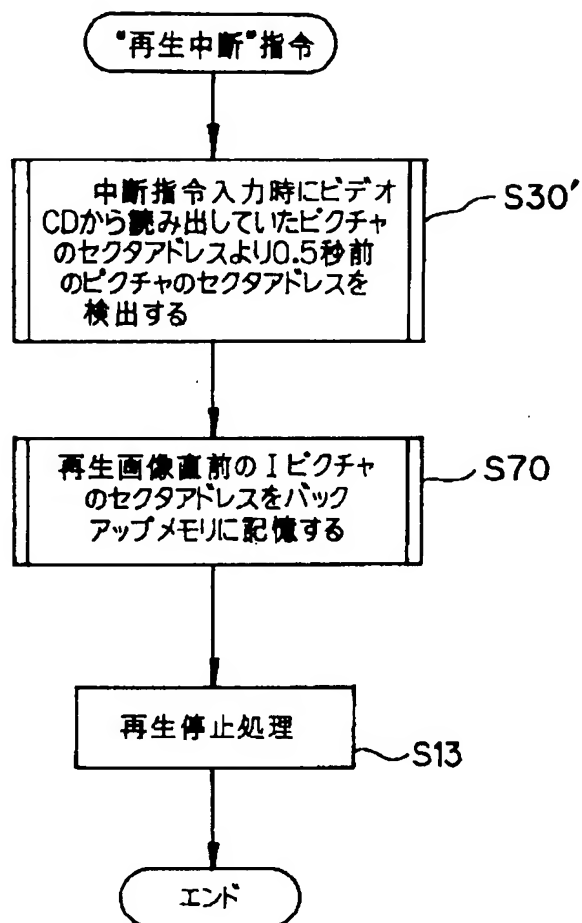 “再生中断”指令
中断指令入力時にビデオ
CDから読み出していたピクチャ
のセクタアドレスより0.5秒前
のピクチャのセクタアドレスを
検出する
S30′
再生画像直前のIピクチャ
のセクタアドレスをバック
アップメモリに記憶する
S70
再生停止処理
S13
エンド